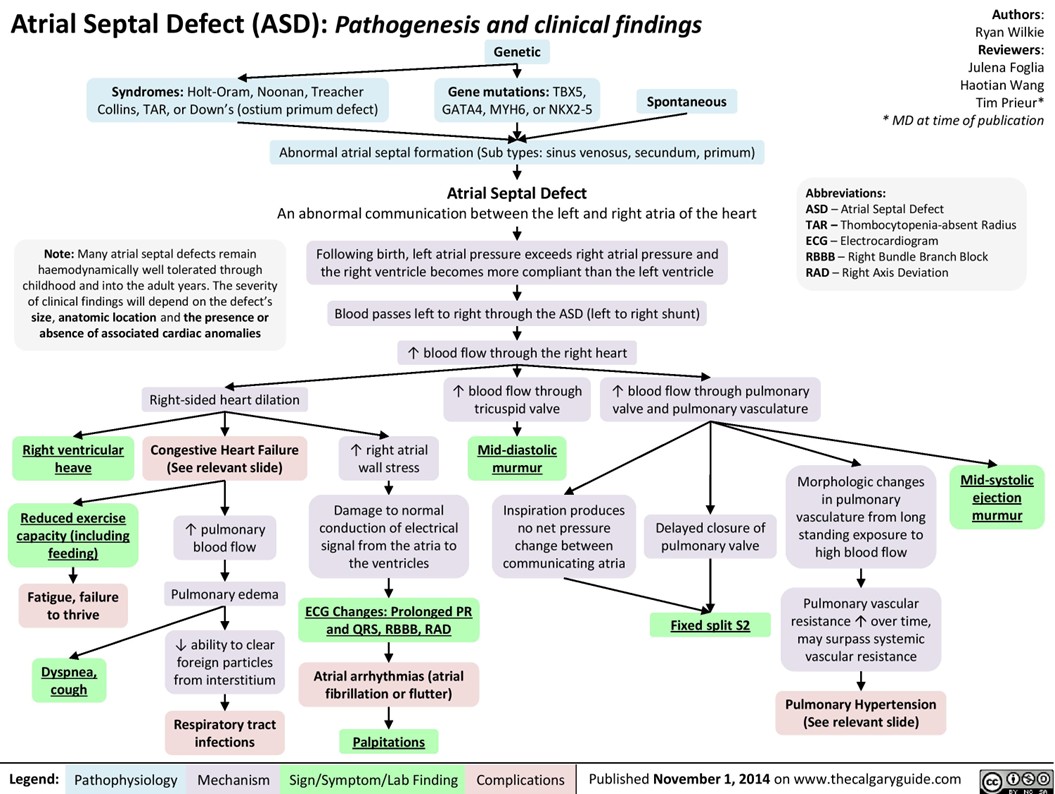 Atrial Septal Defect (ASD): Pathogenesis and clinical findings
Authors:
Ryan Wilkie
Reviewers:
Julena Foglia
Haotian Wang
Tim Prieur*
* MD at time of publication
Genetic
Syndromes: Holt-Oram, Noonan, Treacher
Collins, TAR, or Down's (ostium primum defect)
Gene mutations: TBX5,
GATA4, MYH6, or NKX2-5
Spontaneous
Abnormal atrial septal formation (Sub types: sinus venosus, secundum, primum)
Atrial Septal Defect
An abnormal communication between the left and right atria of the heart
Abbreviations:
ASD – Atrial Septal Defect
TAR – Thombocytopenia-absent Radius
ECG – Electrocardiogram
RBBB – Right Bundle Branch Block
RAD – Right Axis Deviation
Note: Many atrial septal defects remain
haemodynamically well tolerated through
childhood and into the adult years. The severity
of clinical findings will depend on the defect's
size, anatomic location and the presence or
absence of associated cardiac anomalies
Following birth, left atrial pressure exceeds right atrial pressure and
the right ventricle becomes more compliant than the left ventricle
Blood passes left to right through the ASD (left to right shunt)
↑ blood flow through the right heart
Right-sided heart dilation
↑ blood flow through
tricuspid valve
↑ blood flow through pulmonary
valve and pulmonary vasculature
Right ventricular
heave
Congestive Heart Failure
(See relevant slide)
↑ right atrial
wall stress
Mid-diastolic
murmur
Morphologic changes
in pulmonary
vasculature from long
standing exposure to
high blood flow
Mid-systolic
ejection
murmur
Reduced exercise
capacity (including
feeding)
↑ pulmonary
blood flow
Damage to normal
conduction of electrical
signal from the atria to
the ventricles
Inspiration produces
no net pressure
change between
communicating atria
Delayed closure of
pulmonary valve
Fatigue, failure
to thrive
Pulmonary edema
ECG Changes: Prolonged PR
and QRS, RBBB, RAD
Fixed split S2
Pulmonary vascular
resistance ↑ over time,
may surpass systemic
vascular resistance
Dyspnea,
cough
↓ ability to clear
foreign particles
from interstitium
Atrial arrhythmias (atrial
fibrillation or flutter)
Pulmonary Hypertension
(See relevant slide)
Respiratory tract
infections
Palpitations
Legend: Pathophysiology Mechanism Sign/Symptom/Lab Finding Complications Published November 1, 2014 on www.thecalgaryguide.com
cc
BY NC SA